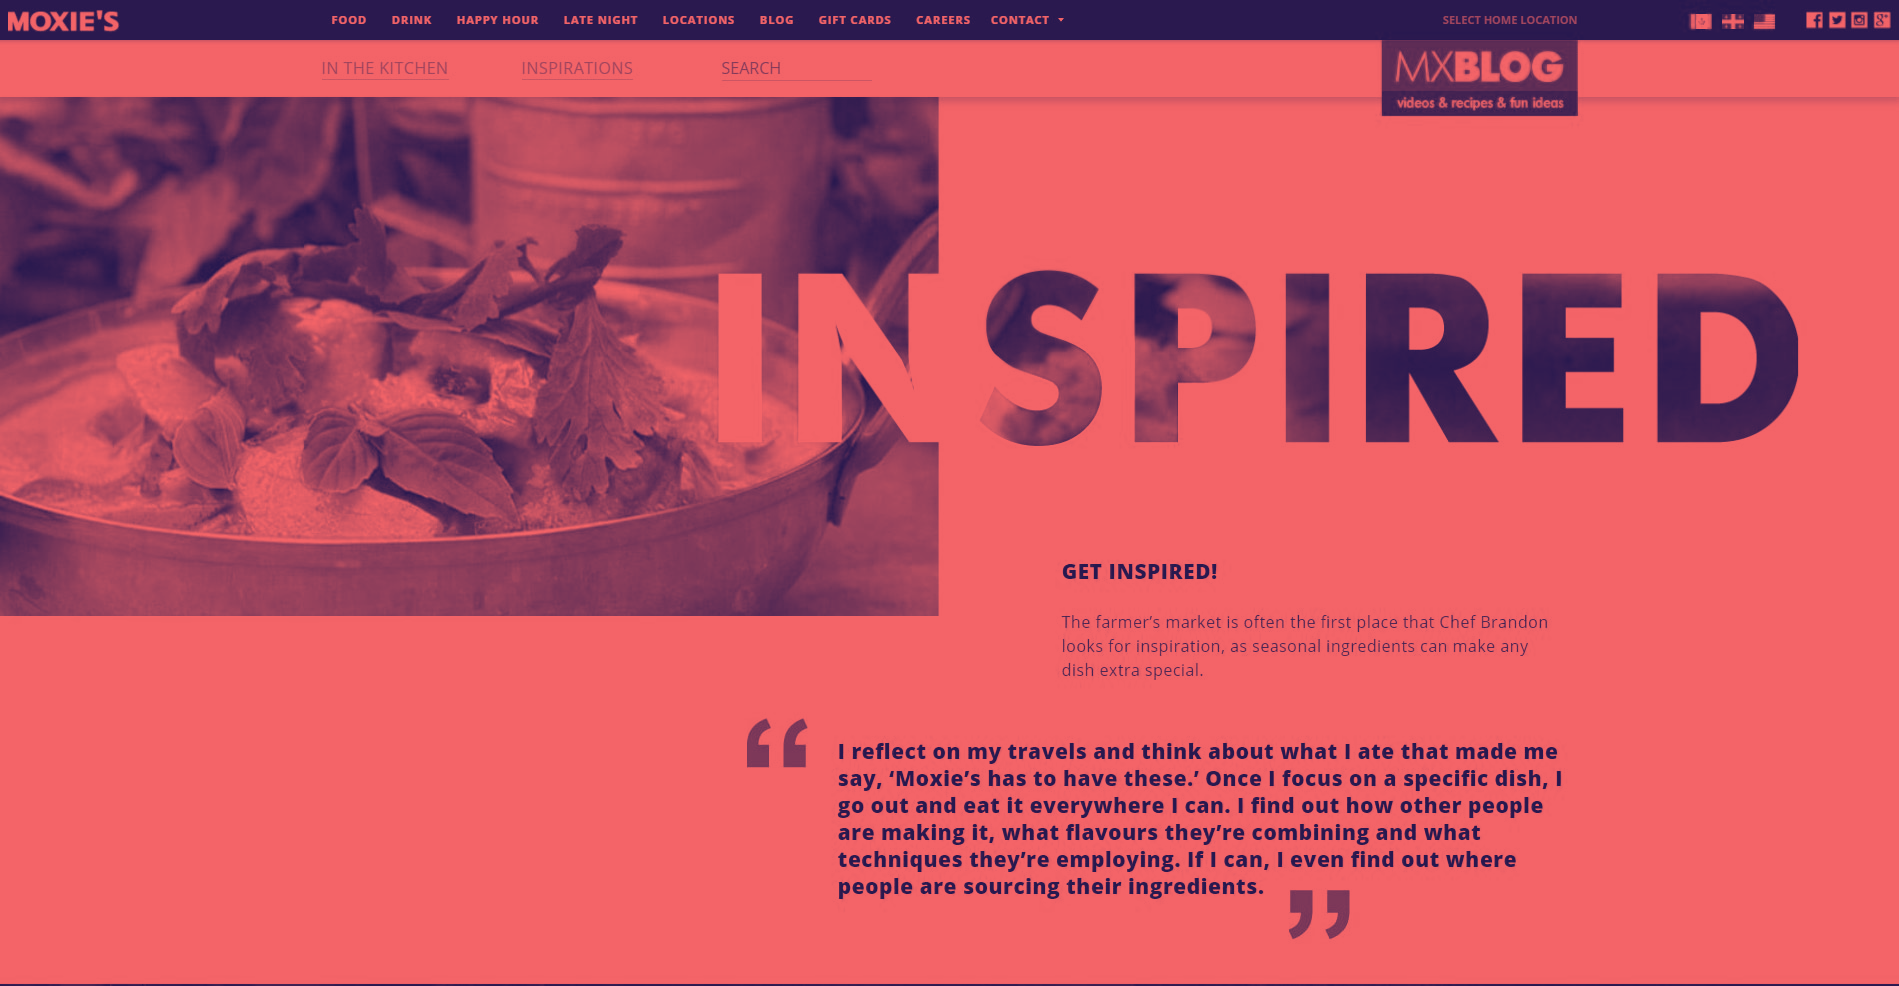 MOXIE'S
FOOD DRINK HAPPY HOUR LATE NIGHT LOCATIONS BLOG GIFT CARDS CAREERS CONTACT
SELECT HOME LOCATION
IN THE KITCHEN INSPIRATIONS SEARCH
MXBLOG
videos & recipes & fun ideas
INSPIRED
GET INSPIRED!
The farmer’s market is often the first place that Chef Brandon
looks for inspiration, as seasonal ingredients can make any
dish extra special.
“
I reflect on my travels and think about what I ate that made me
say, ‘Moxie’s has to have these.’ Once I focus on a specific dish, I
go out and eat it everywhere I can. I find out how other people
are making it, what flavours they’re combining and what
techniques they’re employing. If I can, I even find out where
people are sourcing their ingredients.
”